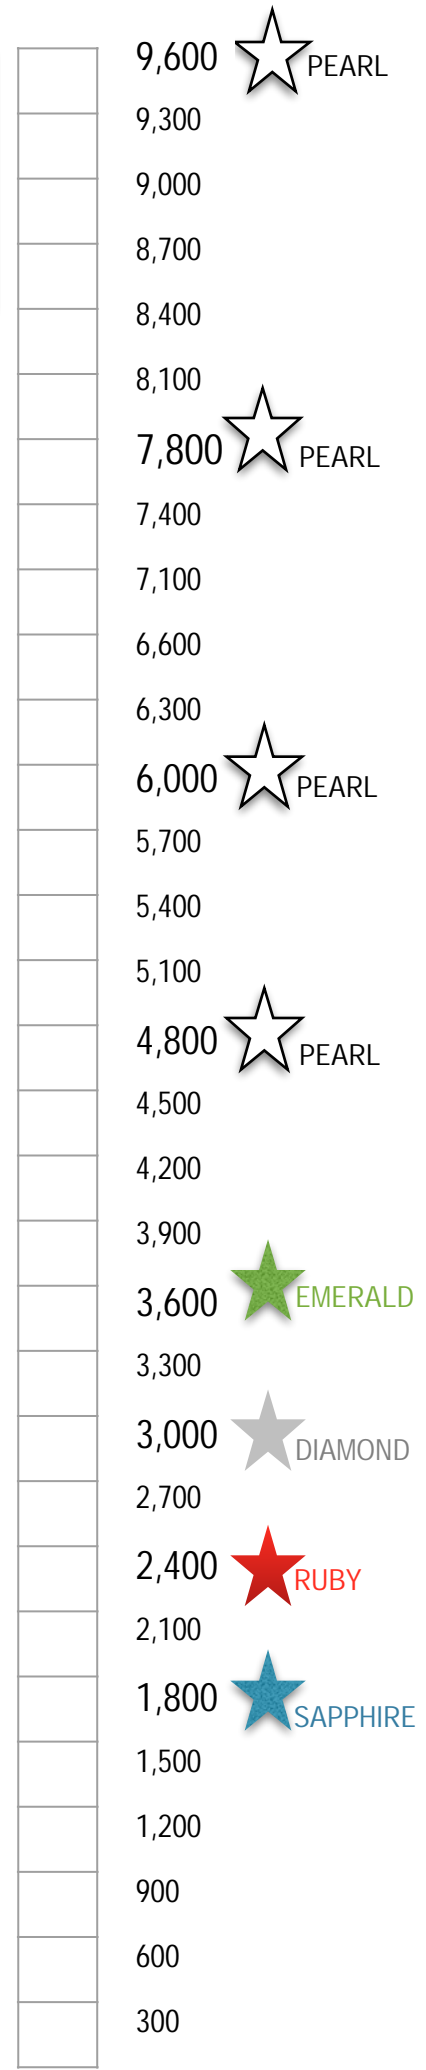 9,600 PEARL
9,300
9,000
8,700
8,400
8,100
7,800 PEARL
7,400
7,100
6,600
6,300
6,000 PEARL
5,700
5,400
5,100
4,800 PEARL
4,500
4,200
3,900
3,600 EMERALD
3,300
3,000 DIAMOND
2,700
2,400 RUBY
2,100
1,800 SAPPHIRE
1,500
1,200
900
600
300